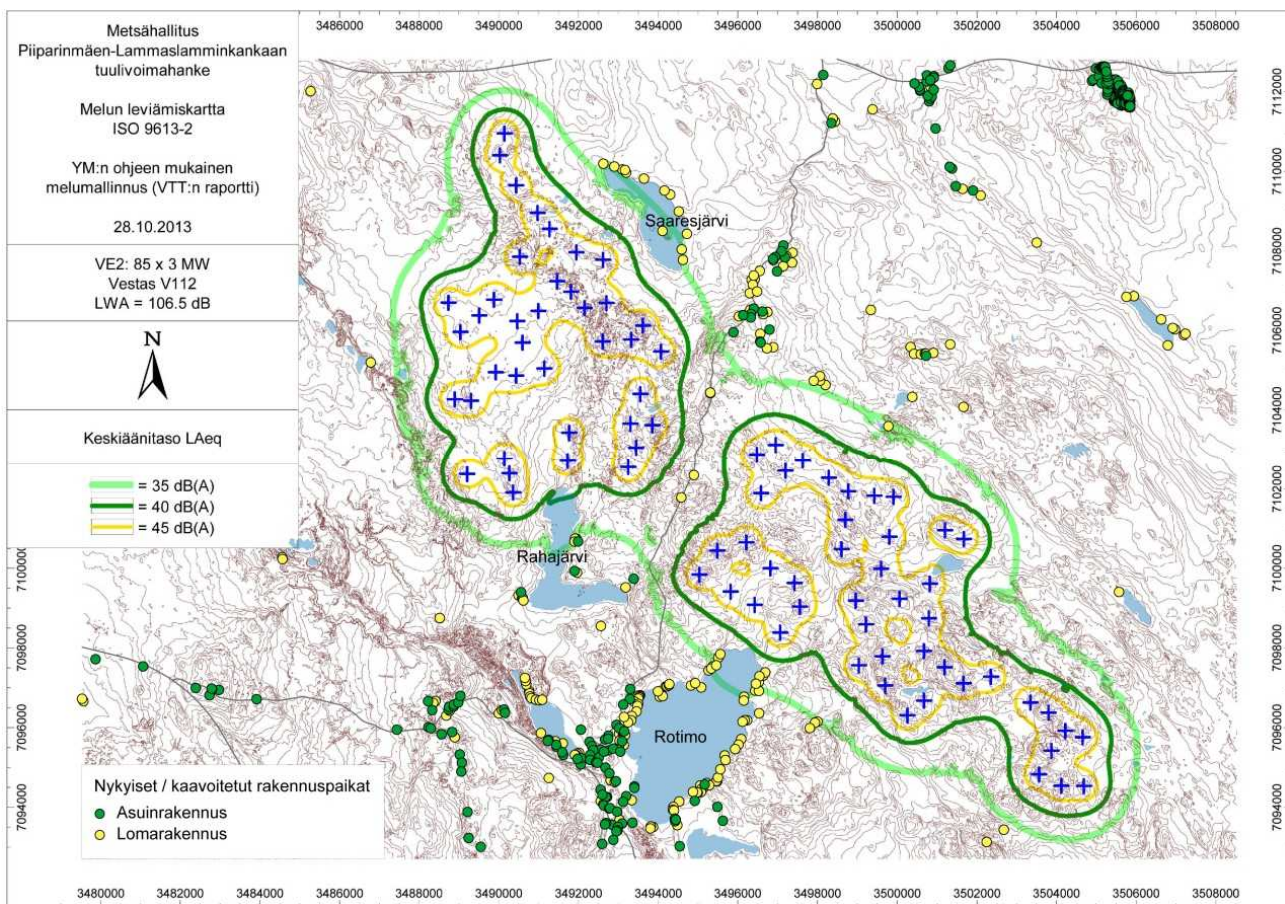 Metsähallitus
Piiparinmäen-Lammaslamminkankaan
tuulivoimahanke
Melun leviämiskartta
ISO 9613-2
YM:n ohjeen mukainen
melumallinnus (VTT:n raportti)
28.10.2013
VE2: 85 x 3 MW
Vestas V112
LWA = 106.5 dB
N
Keskiäänitaso LAeq
= 35 dB(A)
= 40 dB(A)
= 45 dB(A)
3486000 3488000 3490000 3492000 3494000 3496000 3498000 3500000 3502000 3504000 3506000 3508000
Saaresjärvi
Rahajärvi
Rotimo
7112000
7110000
7108000
7106000
7104000
7102000
7100000
7098000
7096000
7094000
7100000
7098000
7096000
7094000
Nykyiset / kaavoitetut rakennuspaikat
Asuinrakennus
Lomarakennus
3480000 3482000 3484000 3486000 3488000 3490000 3492000 3494000 3496000 3498000 3500000 3502000 3504000 3506000 3508000